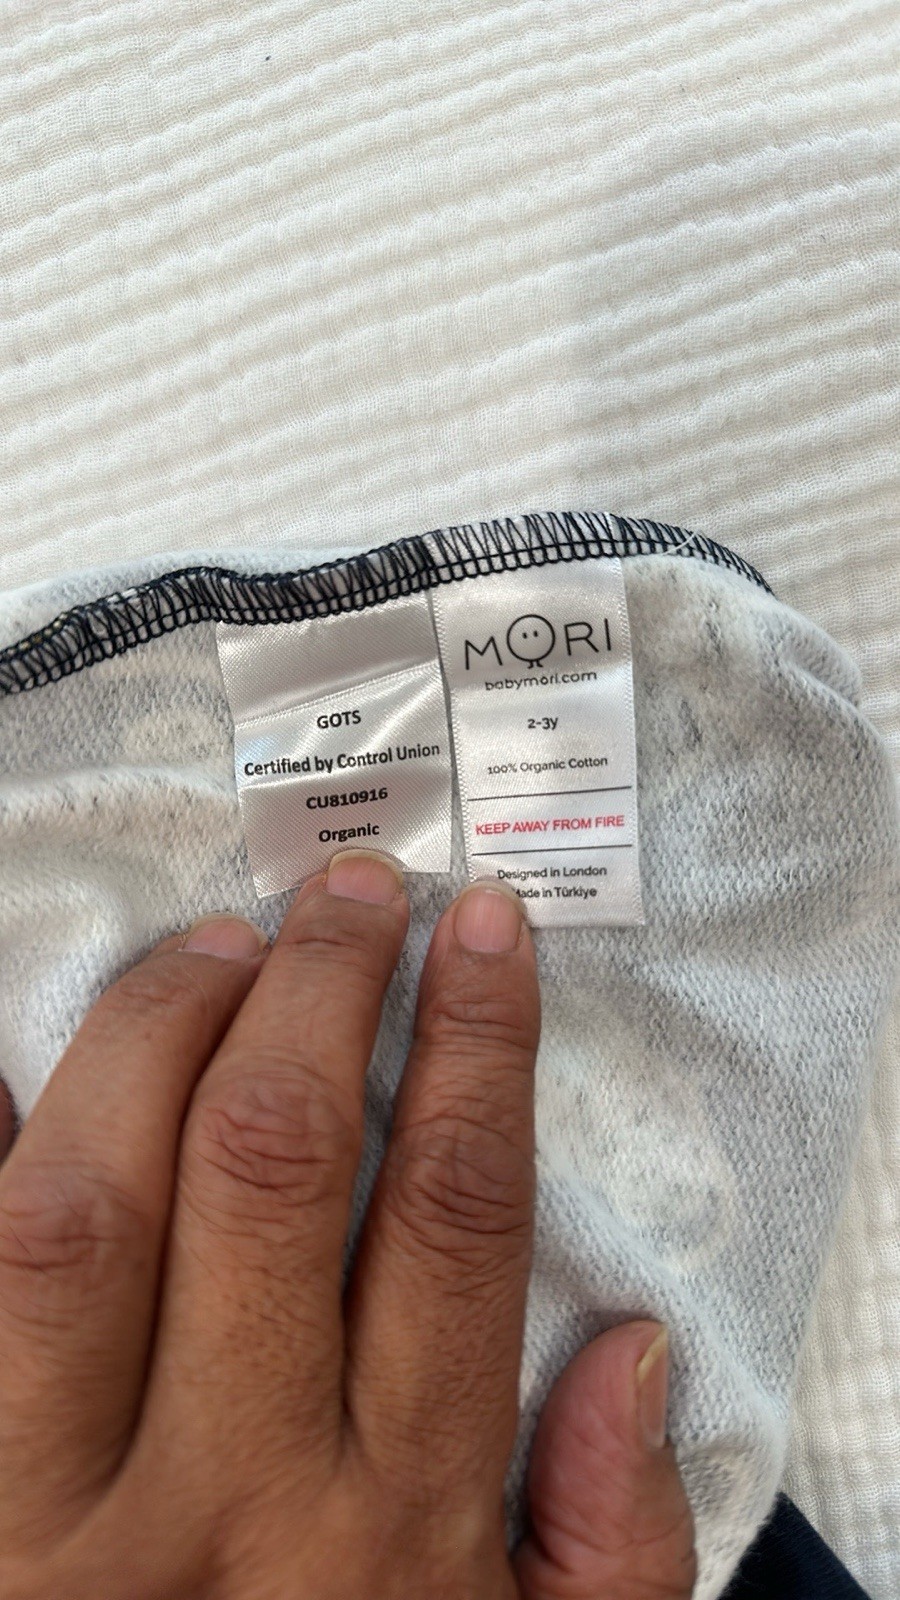 GOTS
Certified by Control Union
CU810916
Organic
MORI
babymori.com
2-3y
100% Organic Cotton
KEEP AWAY FROM FIRE
Designed in London
Made in Türkiye